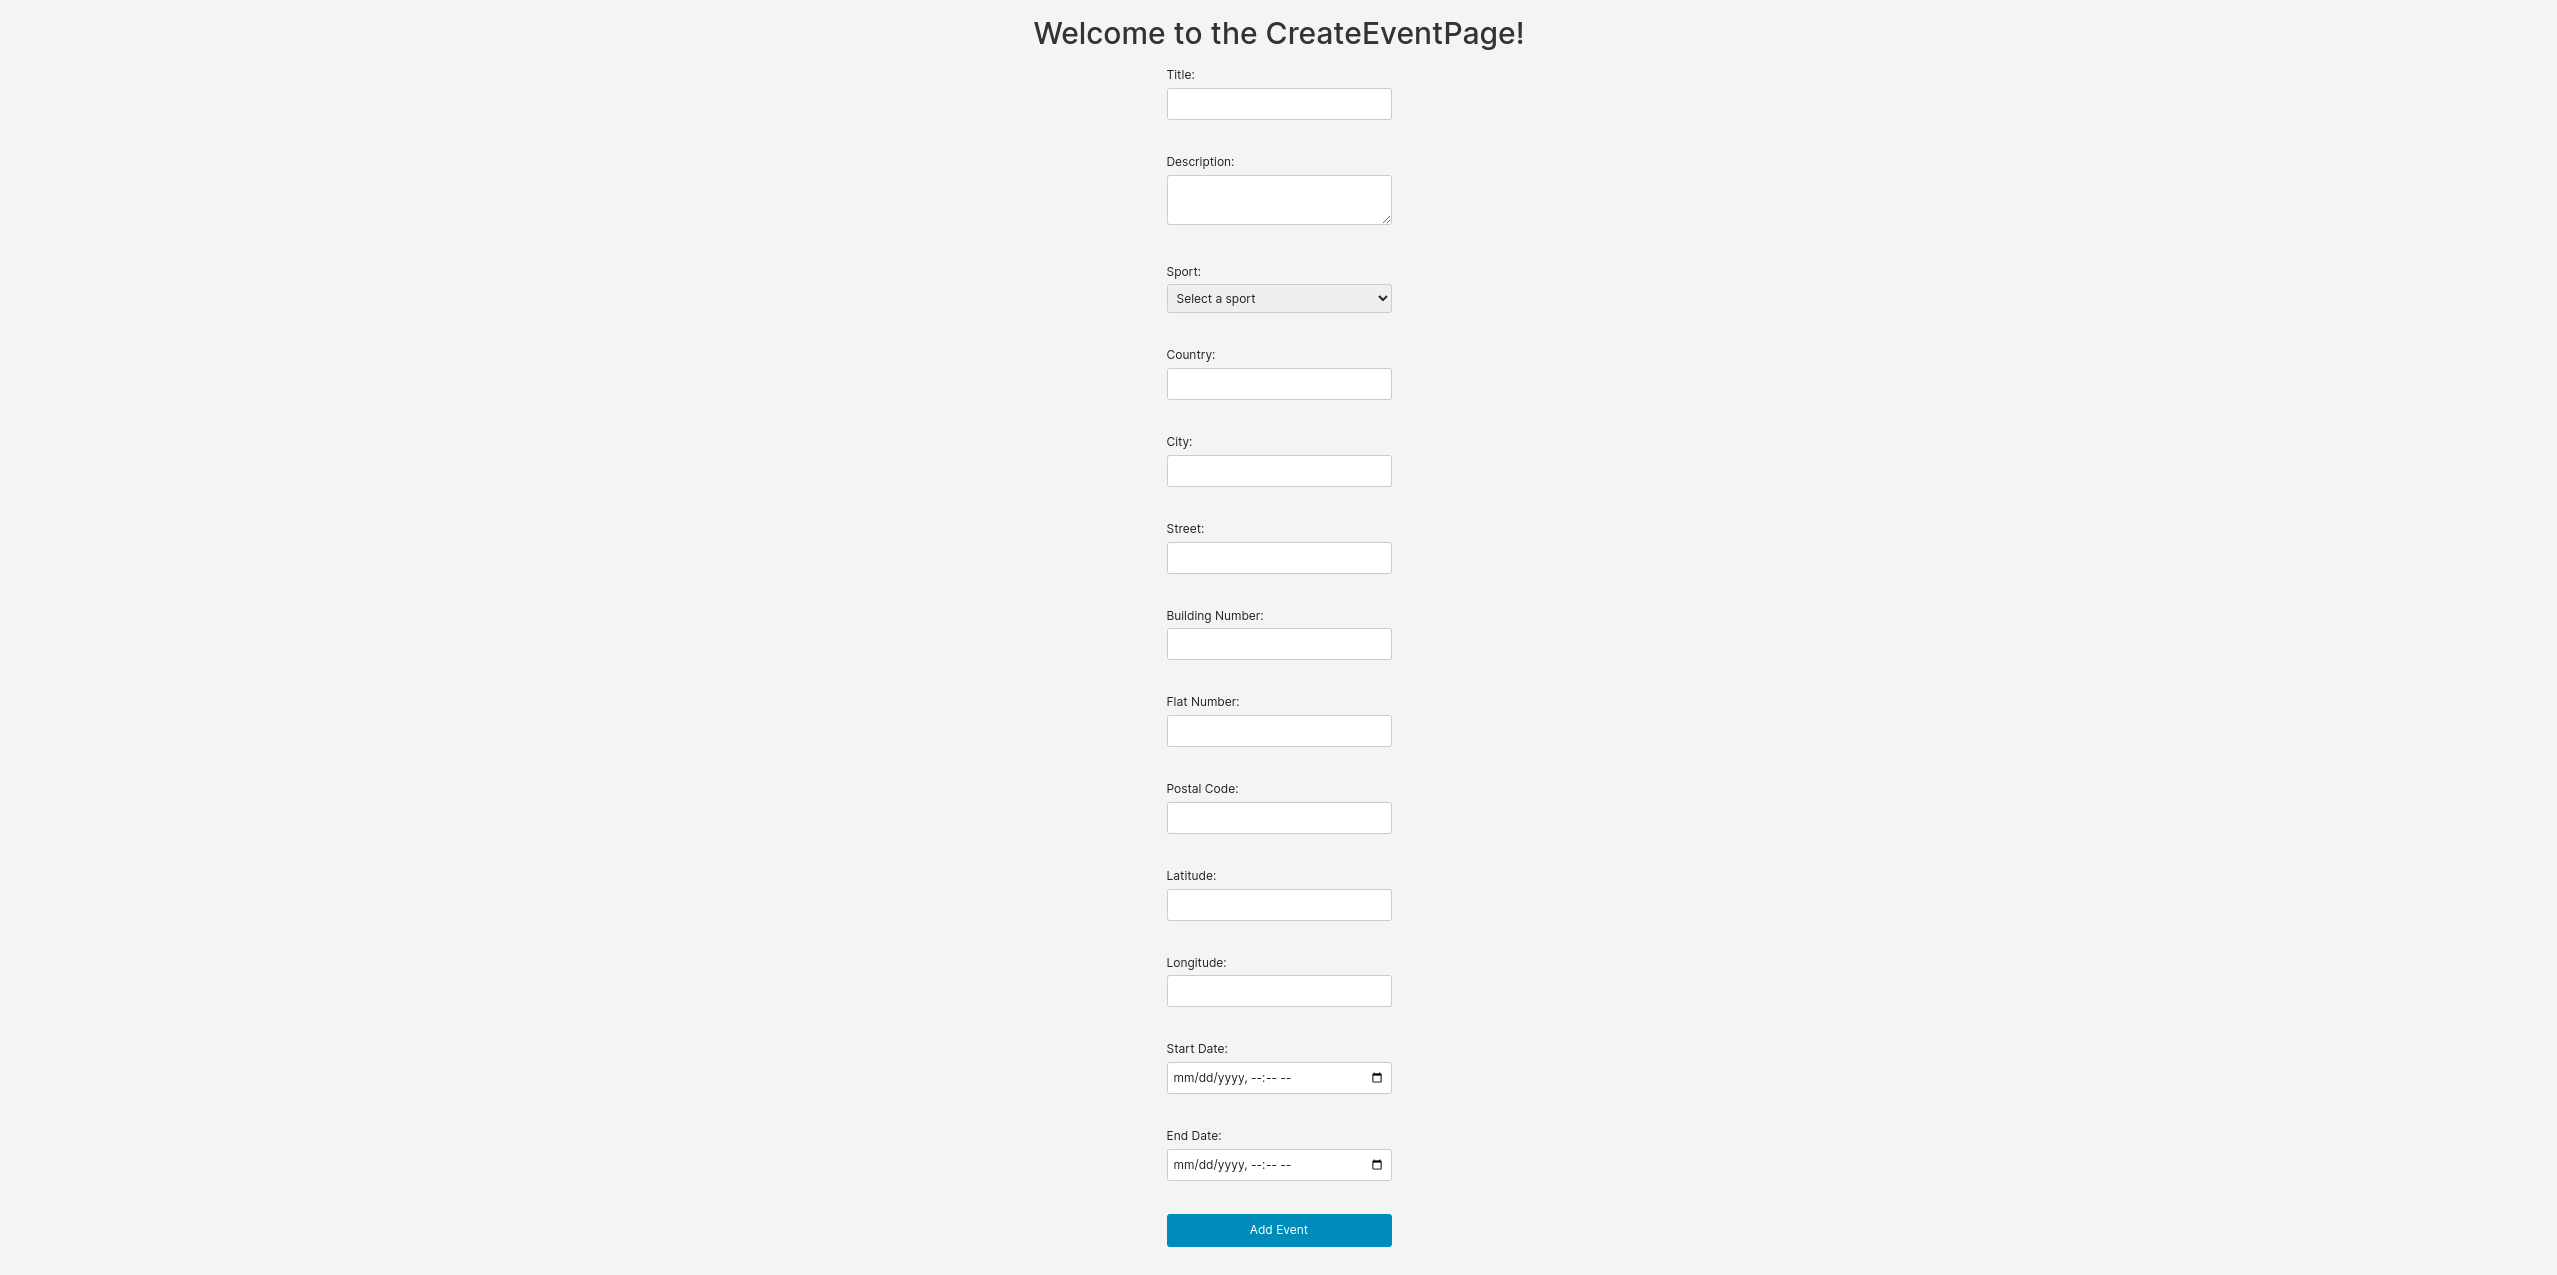 Welcome to the CreateEventPage!
Title:
Description:
Sport:
Select a sport
Country:
City:
Street:
Building Number:
Flat Number:
Postal Code:
Latitude:
Longitude:
Start Date:
mm/dd/yyyy, --:-- --
End Date:
mm/dd/yyyy, --:-- --
Add Event